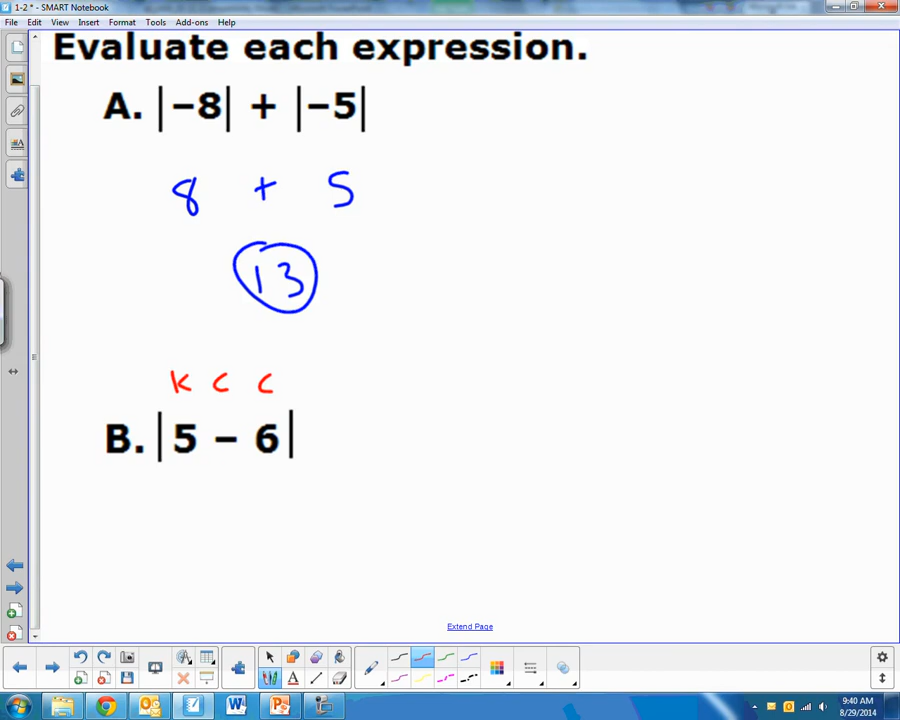 1-2 * - SMART Notebook
File Edit View Insert Format Tools Add-ons Help
Evaluate each expression.
A. |−8| + |−5|
8 + 5
13
K C C
B. |5 − 6|
Extend Page
9:40 AM
8/29/2014